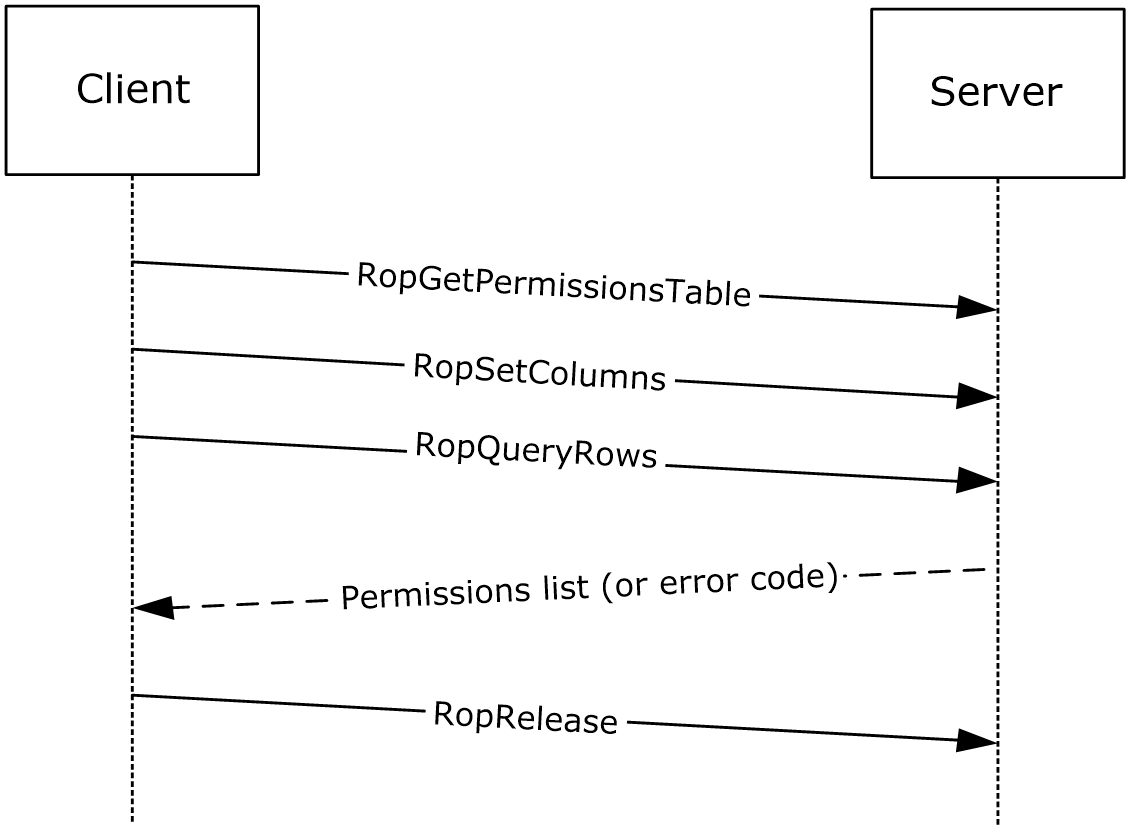 Client
Server
RopGetPermissionsTable
RopSetColumns
RopQueryRows
Permissions list (or error code)
RopRelease